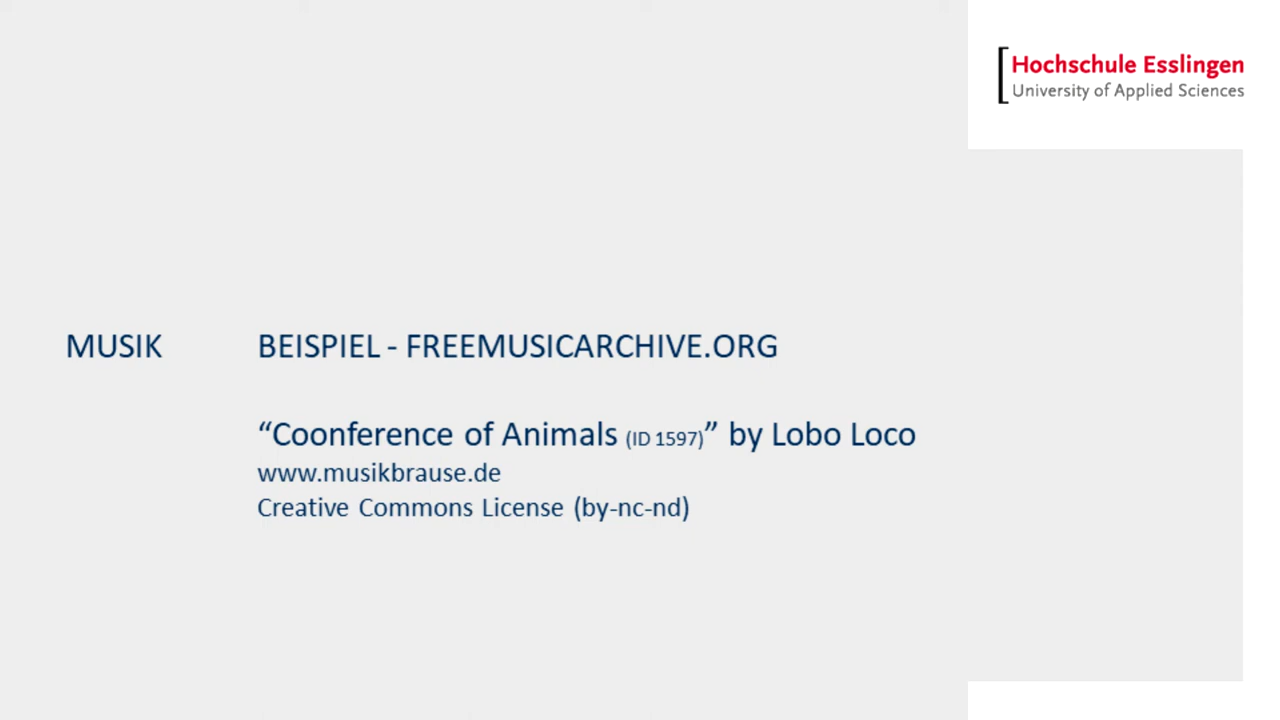 Hochschule Esslingen
University of Applied Sciences
MUSIK BEISPIEL - FREEMUSICARCHIVE.ORG
“Coonference of Animals (ID 1597)” by Lobo Loco
www.musikbrause.de
Creative Commons License (by-nc-nd)